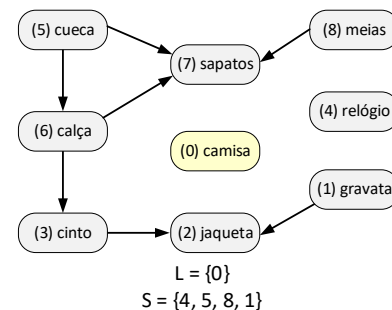 (5) cueca
(8) meias
(7) sapatos
(4) relógio
(6) calça
(0) camisa
(1) gravata
(3) cinto
(2) jaqueta
L = {0}
S = {4, 5, 8, 1}